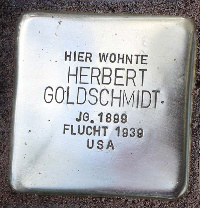 HIER WOHNTE
HERBERT
GOLDSCHMIDT
JG. 1899
FLUCHT 1939
USA